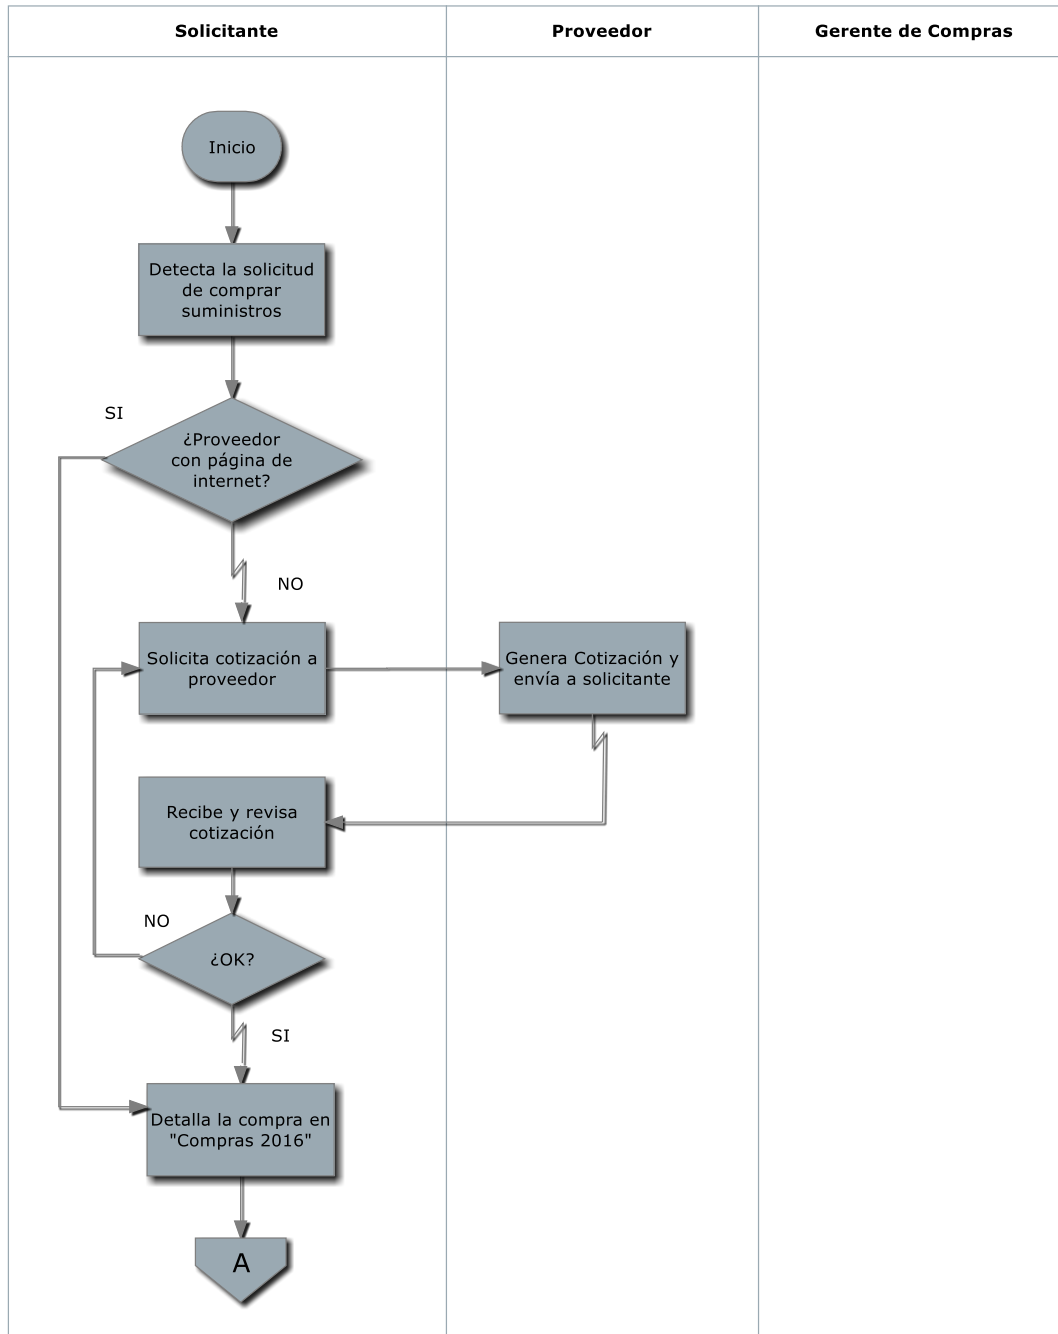 Solicitante
Proveedor
Gerente de Compras
Inicio
Detecta la solicitud
de comprar
suministros
SI
¿Proveedor
con página de
internet?
NO
Solicita cotización a
proveedor
Genera Cotización y
envía a solicitante
Recibe y revisa
cotización
NO
¿OK?
SI
Detalla la compra en
"Compras 2016"
A